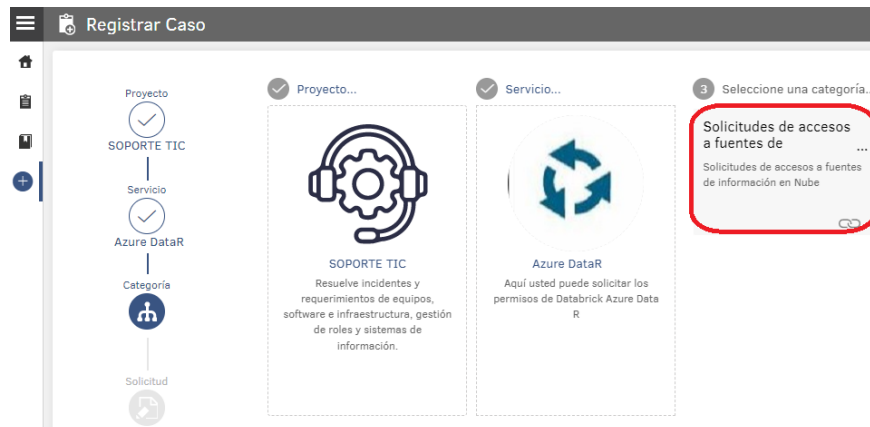 Registrar Caso
Proyecto
SOPORTE TIC
Servicio
Azure DataR
Categoría
Solicitud
Proyecto...
SOPORTE TIC
Resuelve incidentes y
requerimientos de equipos,
software e infraestructura, gestión
de roles y sistemas de
información.
Servicio...
Azure DataR
Aquí usted puede solicitar los
permisos de Databrick Azure Data
R
3 Seleccione una categoría..
Solicitudes de accesos
a fuentes de ...
Solicitudes de accesos a fuentes
de información en Nube